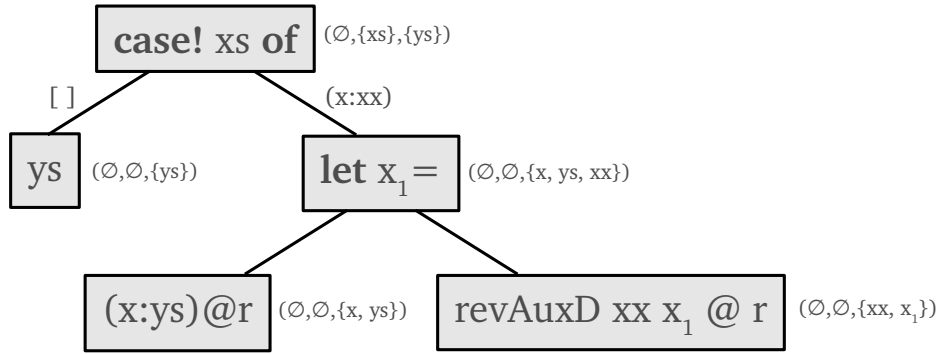 case! xs of (∅,{xs},{ys})
[ ] (x:xx)
ys (∅,∅,{ys}) let x₁= (∅,∅,{x, ys, xx})
(x:ys)@r (∅,∅,{x, ys}) revAuxD xx x₁ @ r (∅,∅,{xx, x₁})